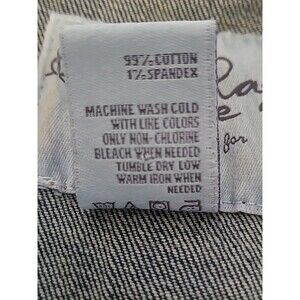 99% COTTON
1% SPANDEX
MACHINE WASH COLD
WITH LIKE COLORS
ONLY NON-CHLORINE
BLEACH WHEN NEEDED
TUMBLE DRY LOW
WARM IRON WHEN
NEEDED
for